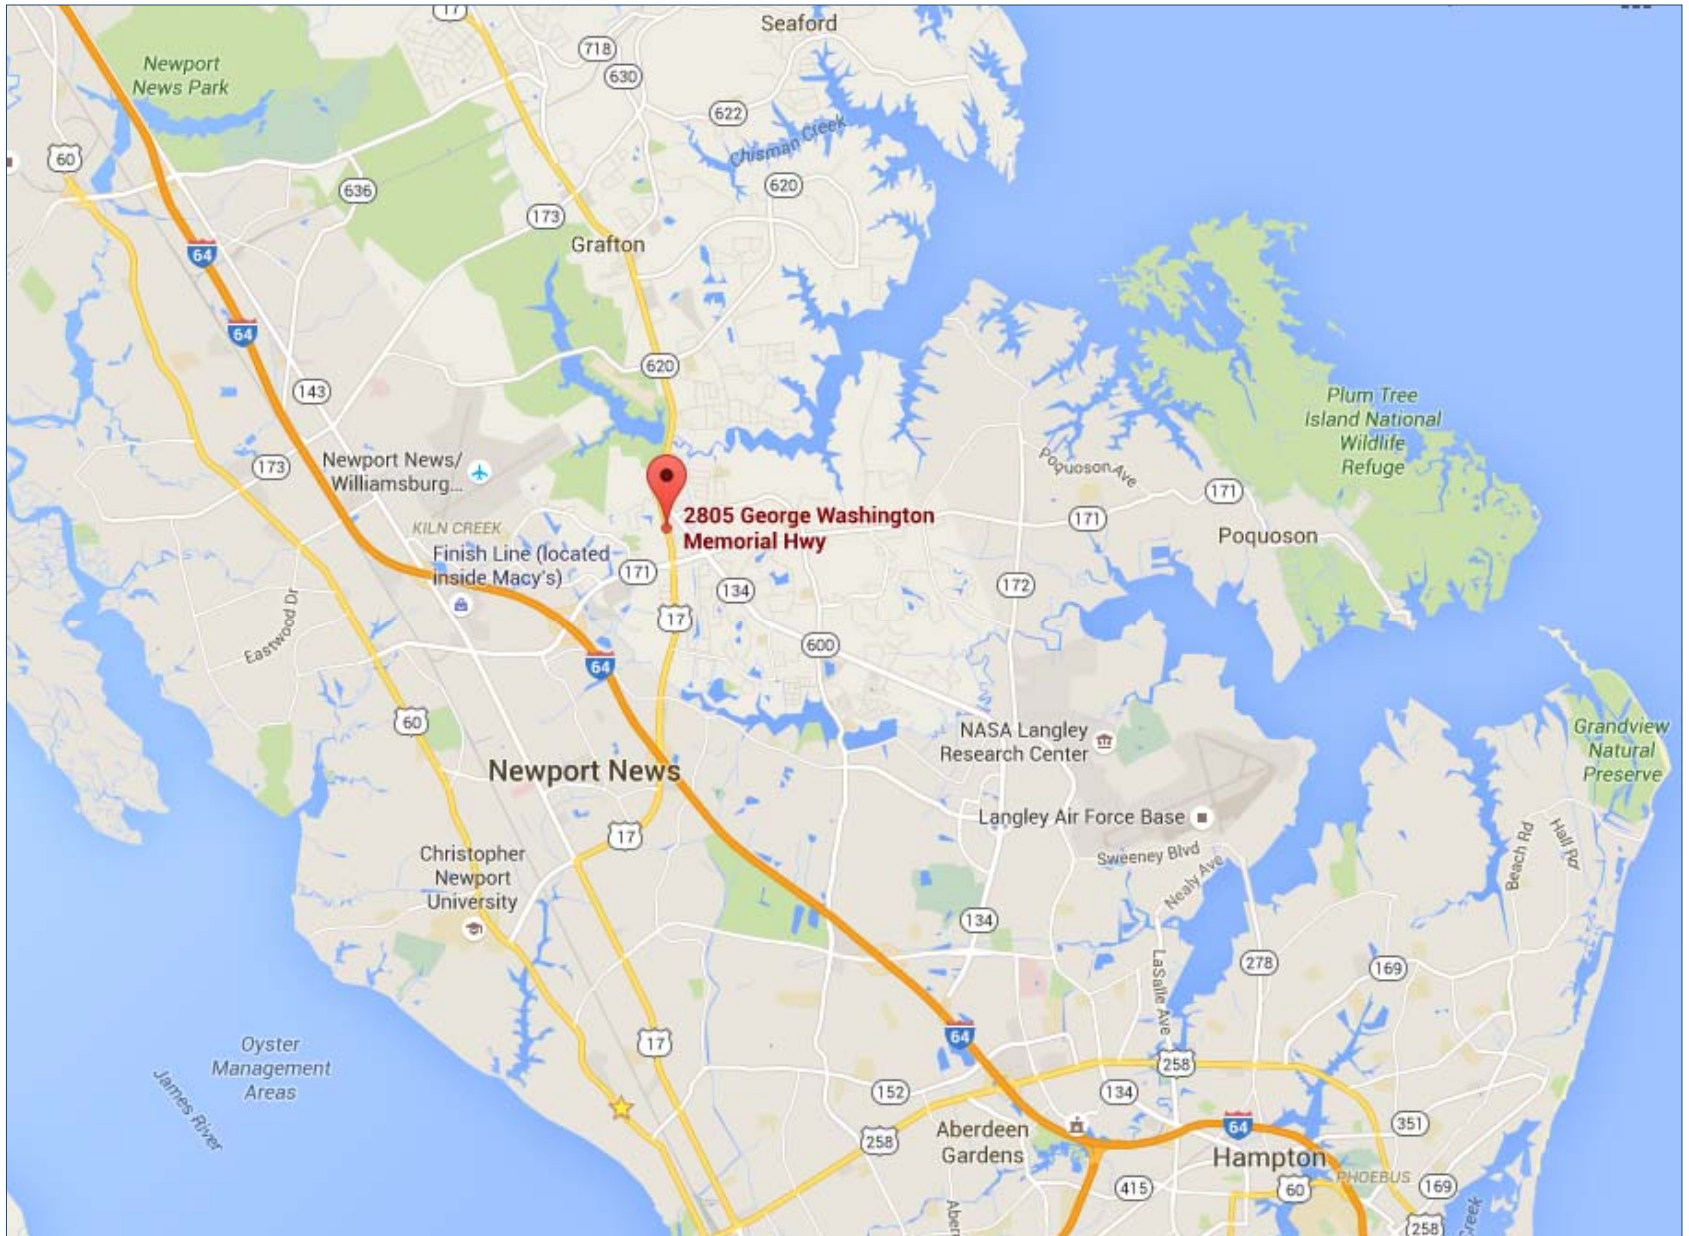 17
Seaford
718
630
Newport
News Park
622
Chisman Creek
60
620
636
173
Grafton
64
64
620
143
Plum Tree
Island National
Wildlife
Refuge
Newport News/
Williamsburg...
173
Poquoson Ave
171
KILN CREEK
2805 George Washington
Memorial Hwy
171
Poquoson
Finish Line (located
inside Macy's)
171
134
172
Eastwood Dr
17
600
64
60
NASA Langley
Research Center
Grandview
Natural
Preserve
Newport News
Langley Air Force Base
17
Sweeney Blvd
Nealy Ave
Beach Rd
Hall Rd
Christopher
Newport
University
134
LaSalle Ave
278
169
64
17
Oyster
Management
Areas
James River
258
152
134
258
Aberdeen
Gardens
64
351
Hampton
PHOEBUS
415
60
169
258